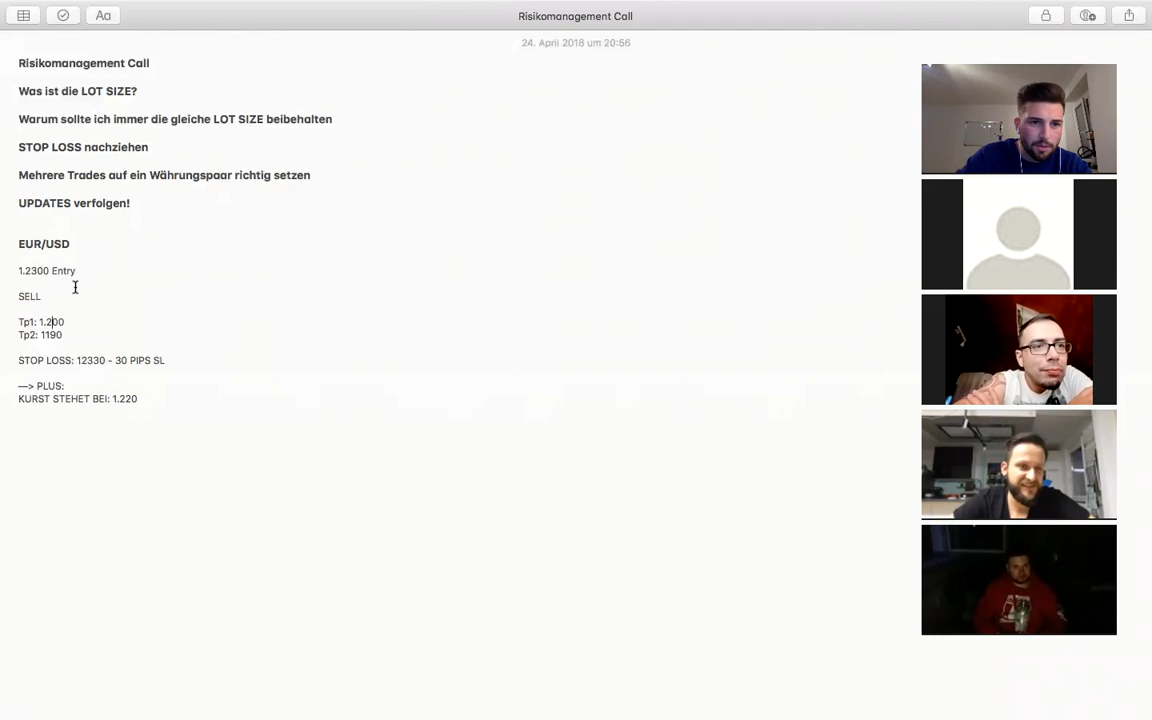 Aa
Risikomanagement Call
24. April 2018 um 20:56
Risikomanagement Call
Was ist die LOT SIZE?
Warum sollte ich immer die gleiche LOT SIZE beibehalten
STOP LOSS nachziehen
Mehrere Trades auf ein Währungspaar richtig setzen
UPDATES verfolgen!
EUR/USD
1.2300 Entry
SELL
Tp1: 1.200
Tp2: 1190
STOP LOSS: 12330 - 30 PIPS SL
—> PLUS:
KURST STEHET BEI: 1.220